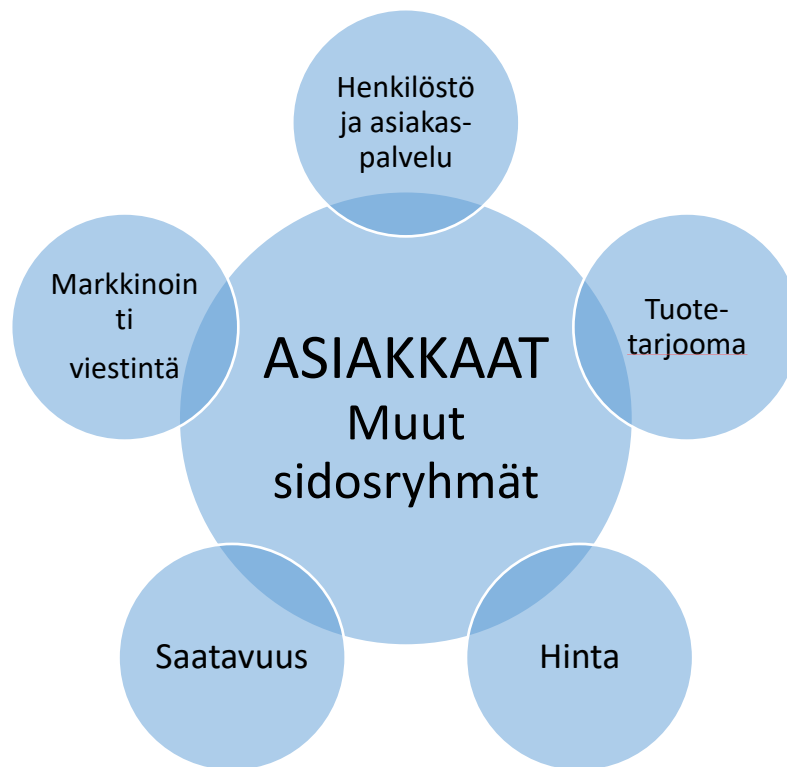 Henkilöstö
ja asiakas-
palvelu
Markkinoin
ti
viestintä
ASIAKKAAT
Muut
sidosryhmät
Tuote-
tarjooma
Saatavuus
Hinta